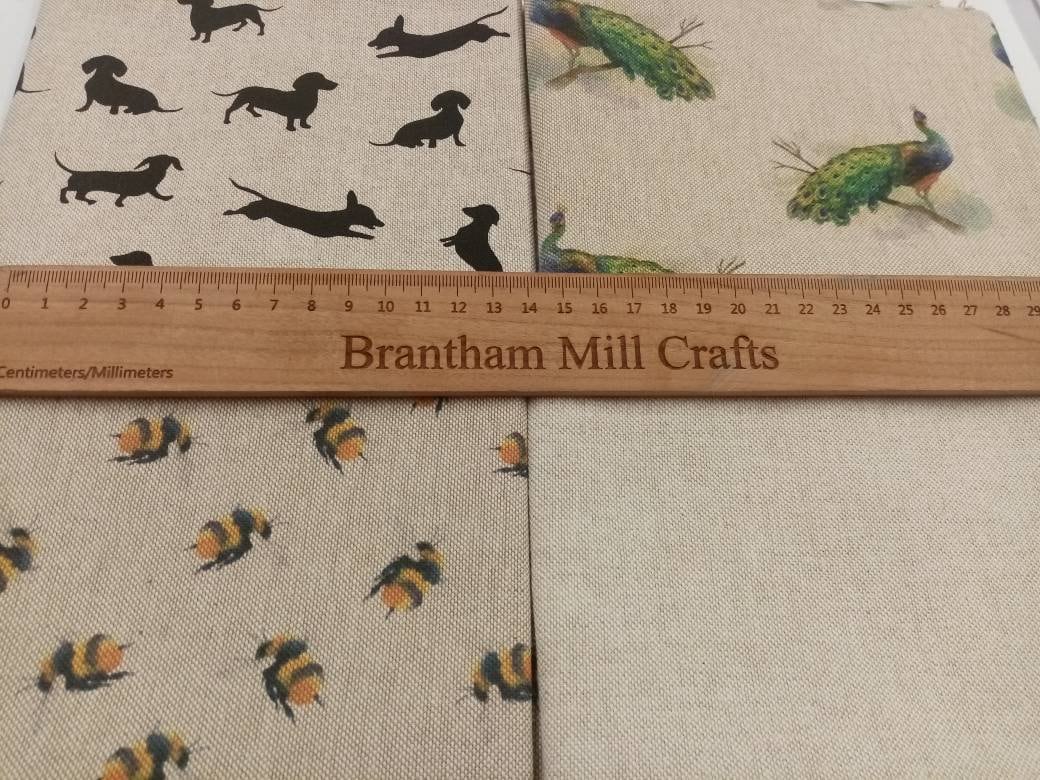 0 1 2 3 4 5 6 7 8 9 10 11 12 13 14 15 16 17 18 19 20 21 22 23 24 25 26 27 28 29
Brantham Mill Crafts
Centimeters/Millimeters